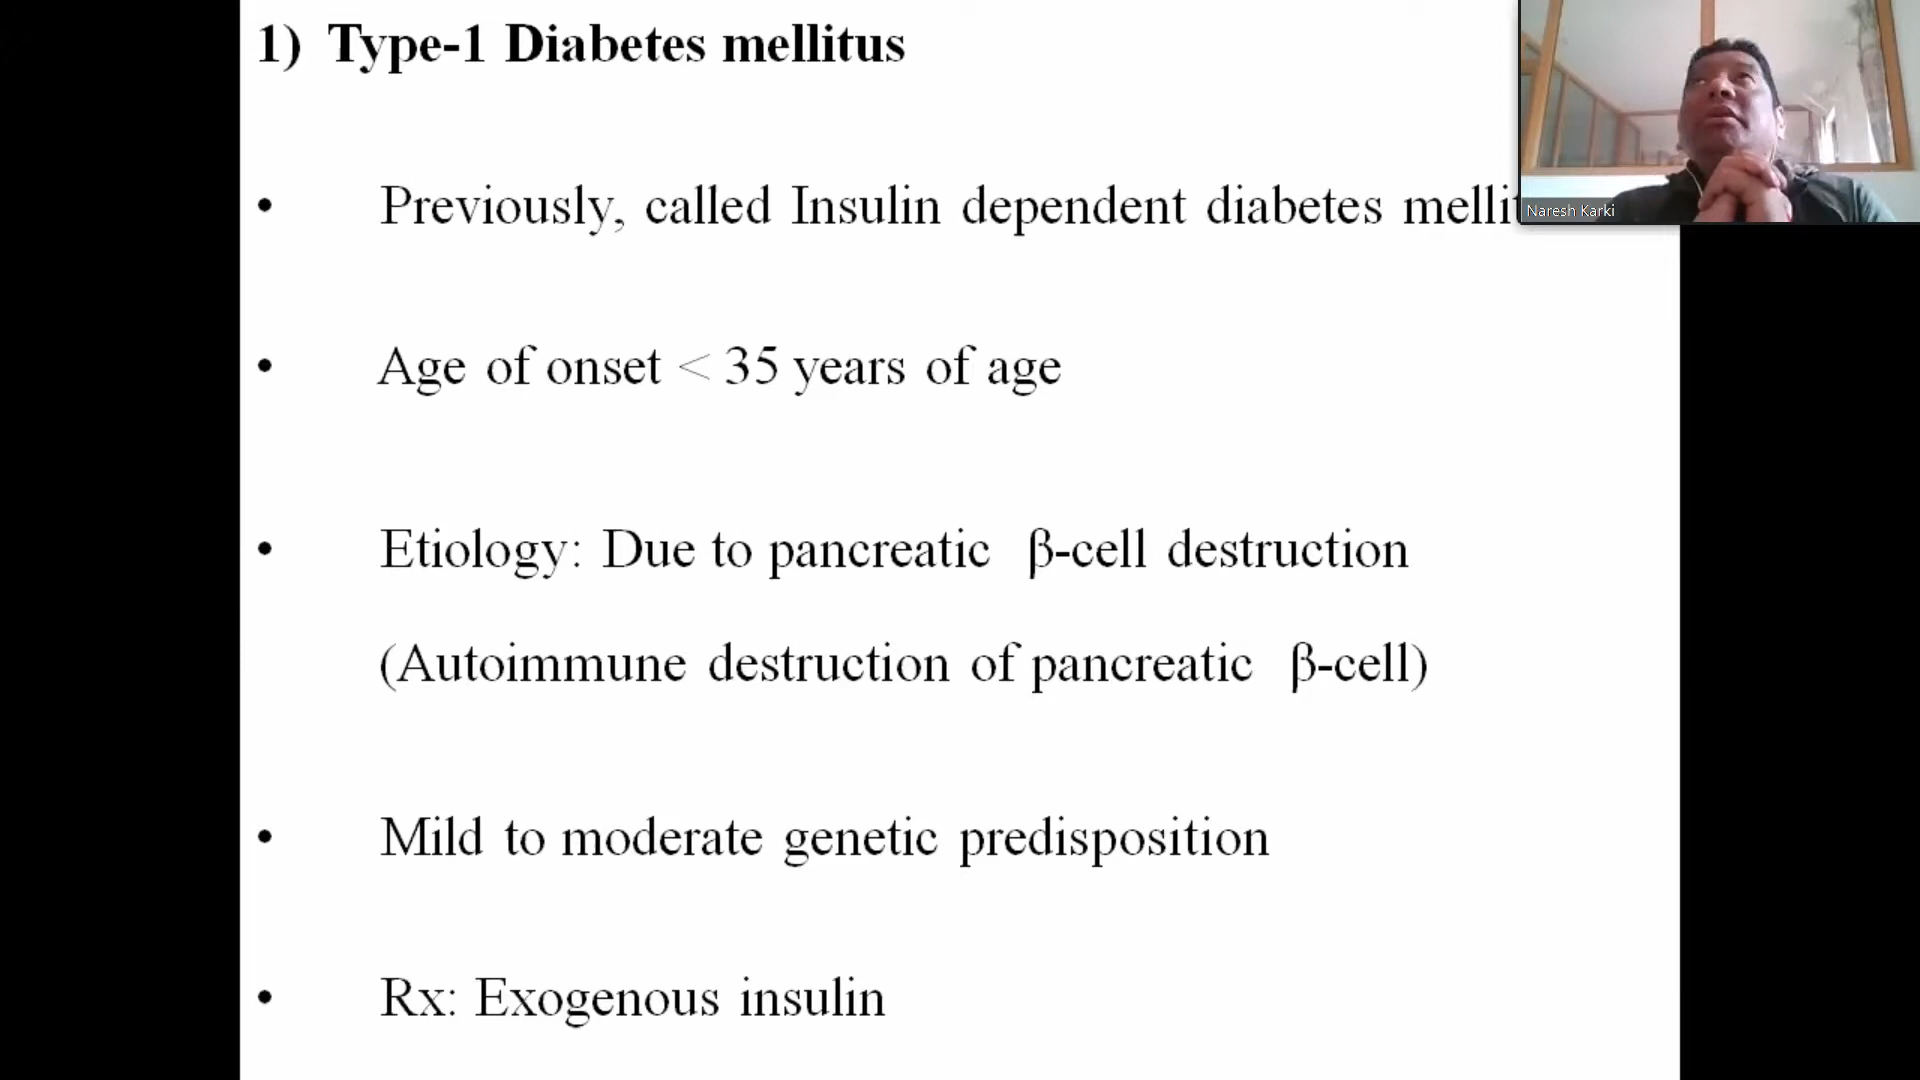 1) Type-1 Diabetes mellitus
• Previously, called Insulin dependent diabetes
Naresh Karki
• Age of onset < 35 years of age
• Etiology: Due to pancreatic β-cell destruction
(Autoimmune destruction of pancreatic β-cell)
• Mild to moderate genetic predisposition
• Rx: Exogenous insulin